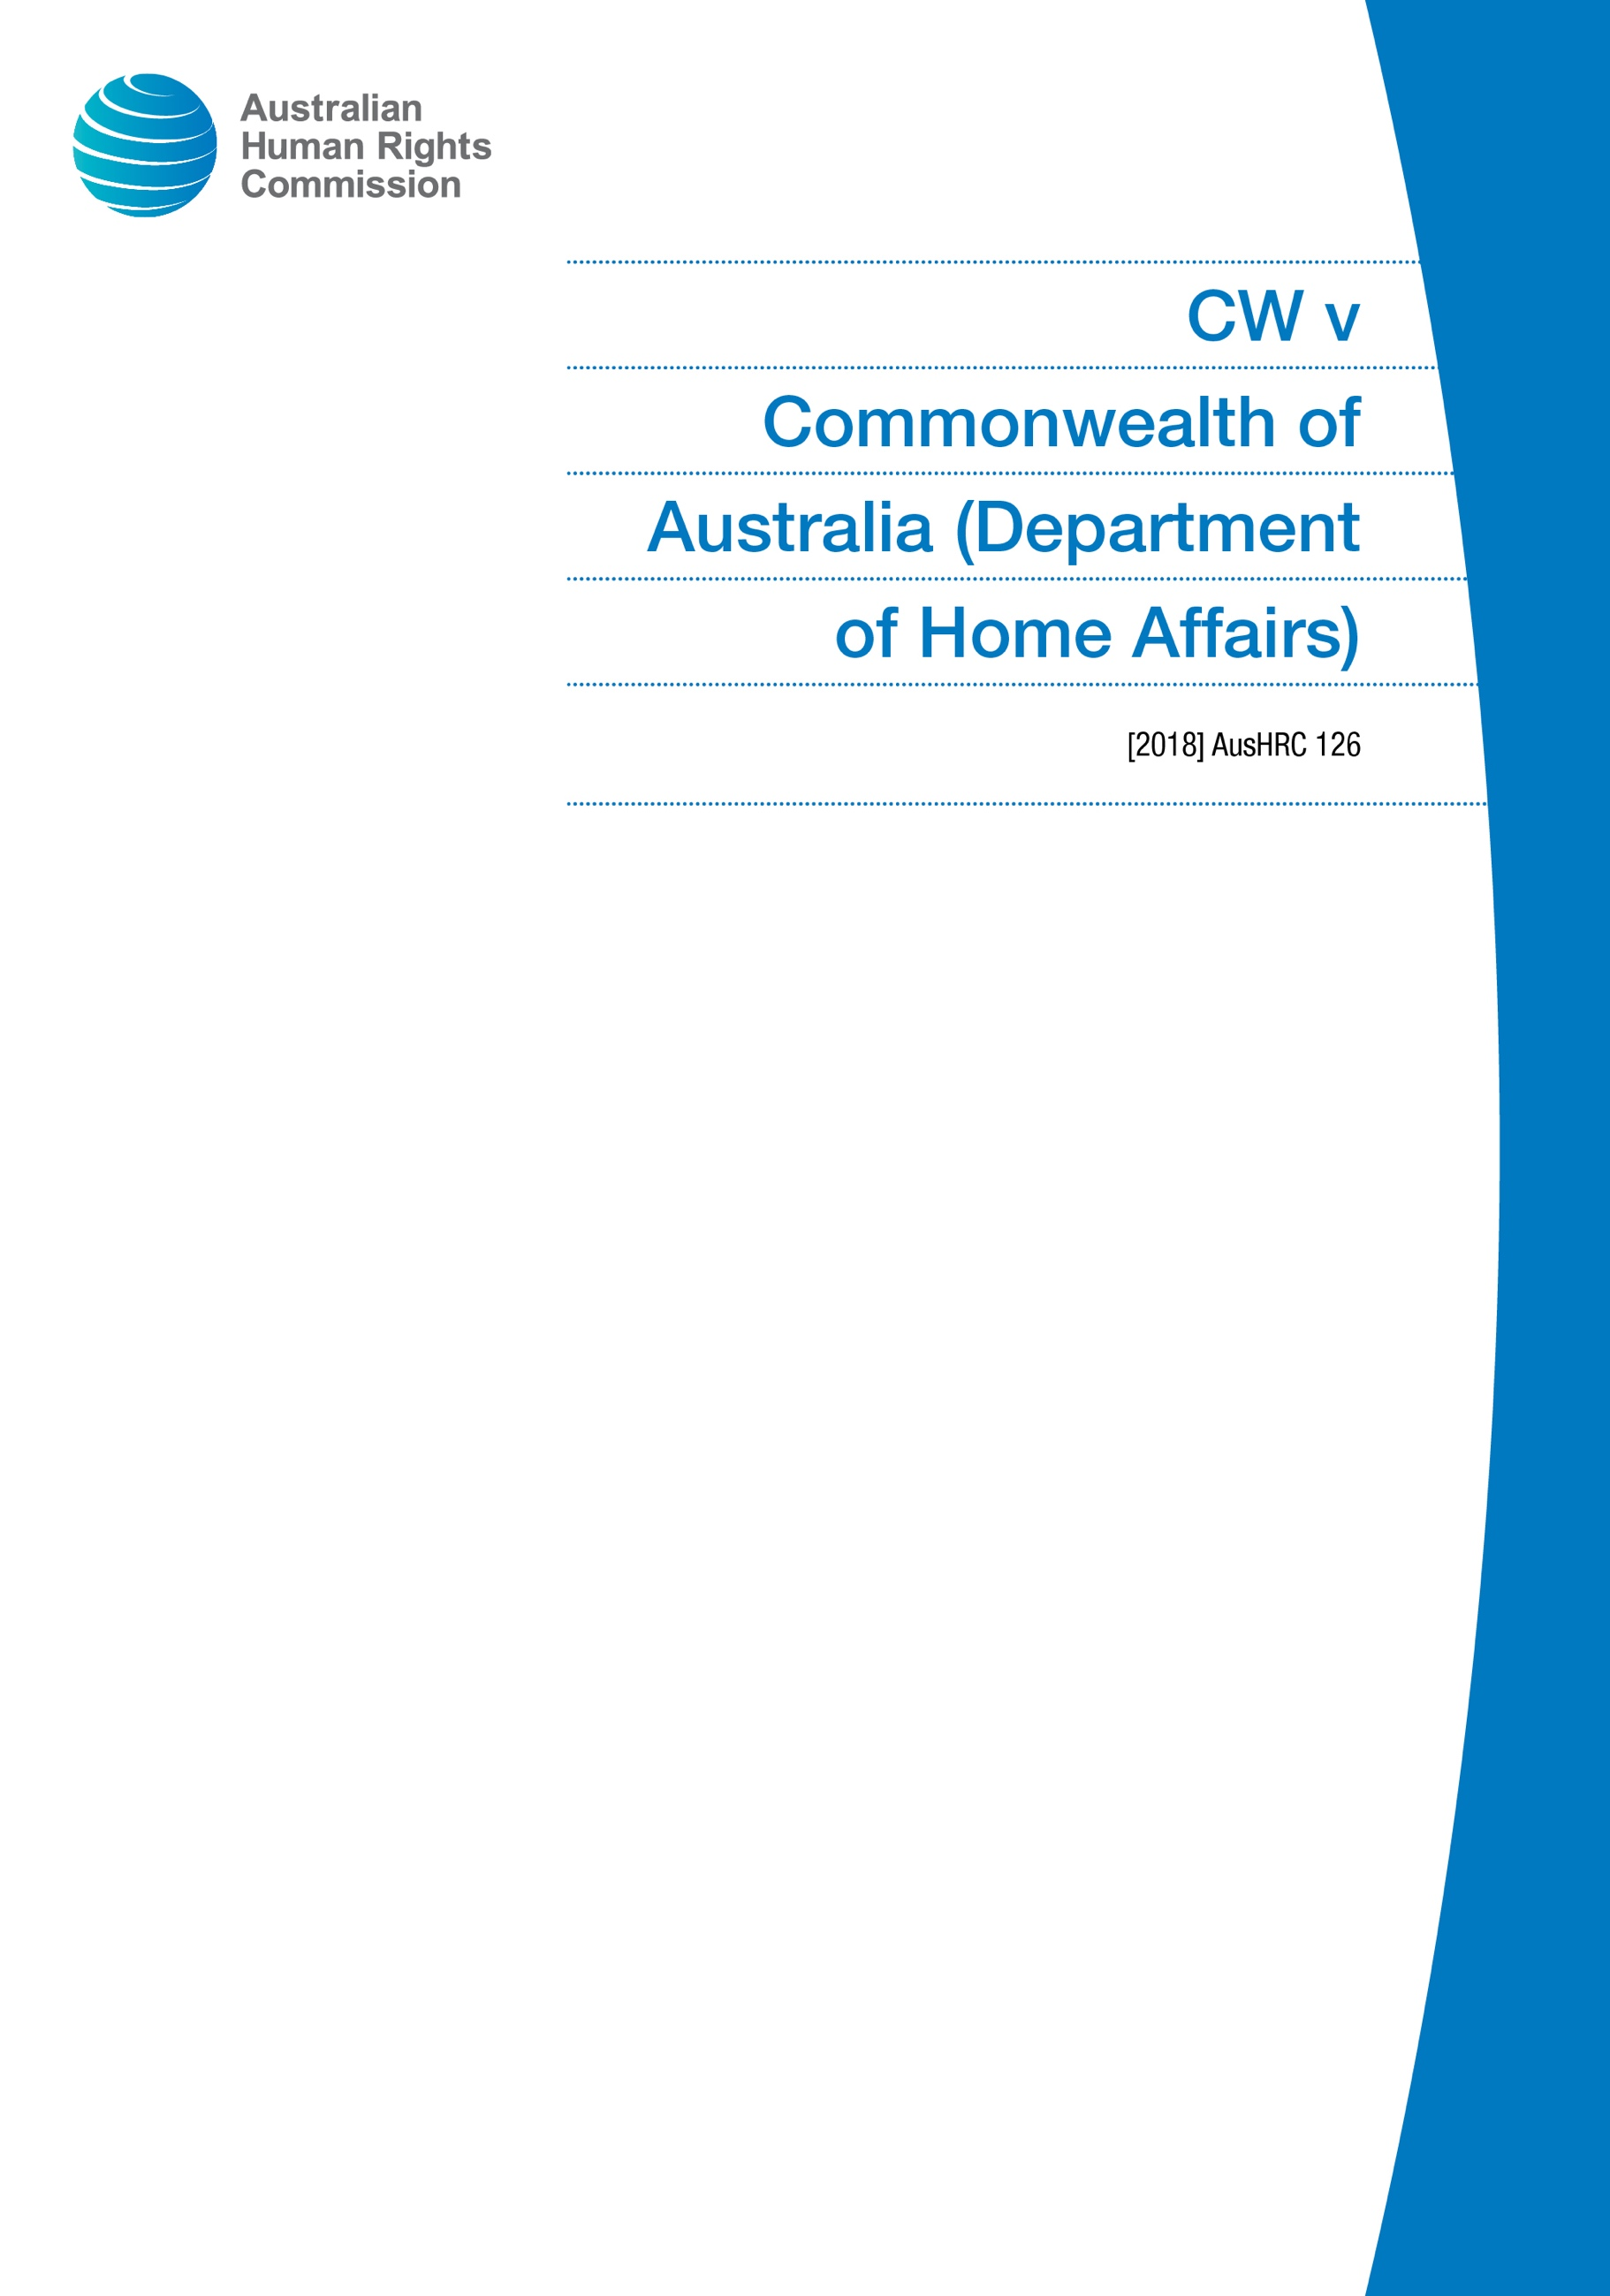 Australian
Human Rights
Commission
CW v
Commonwealth of
Australia (Department
of Home Affairs)
[2018] AusHRC 126